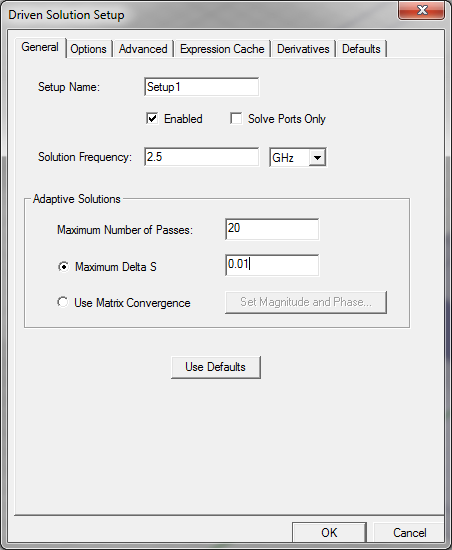 Driven Solution Setup
General Options Advanced Expression Cache Derivatives Defaults
Setup Name: Setup1
Enabled Solve Ports Only
Solution Frequency: 2.5 GHz
Adaptive Solutions
Maximum Number of Passes: 20
Maximum Delta S 0.01
Use Matrix Convergence Set Magnitude and Phase...
Use Defaults
OK Cancel